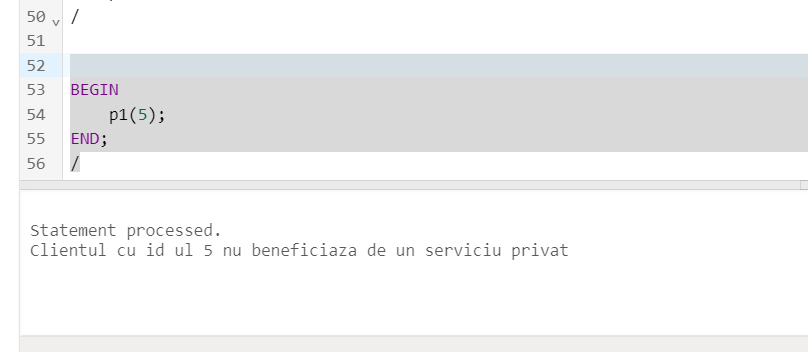 50 /
51
52
53 BEGIN
54 p1(5);
55 END;
56 /
Statement processed.
Clientul cu id ul 5 nu beneficiaza de un serviciu privat